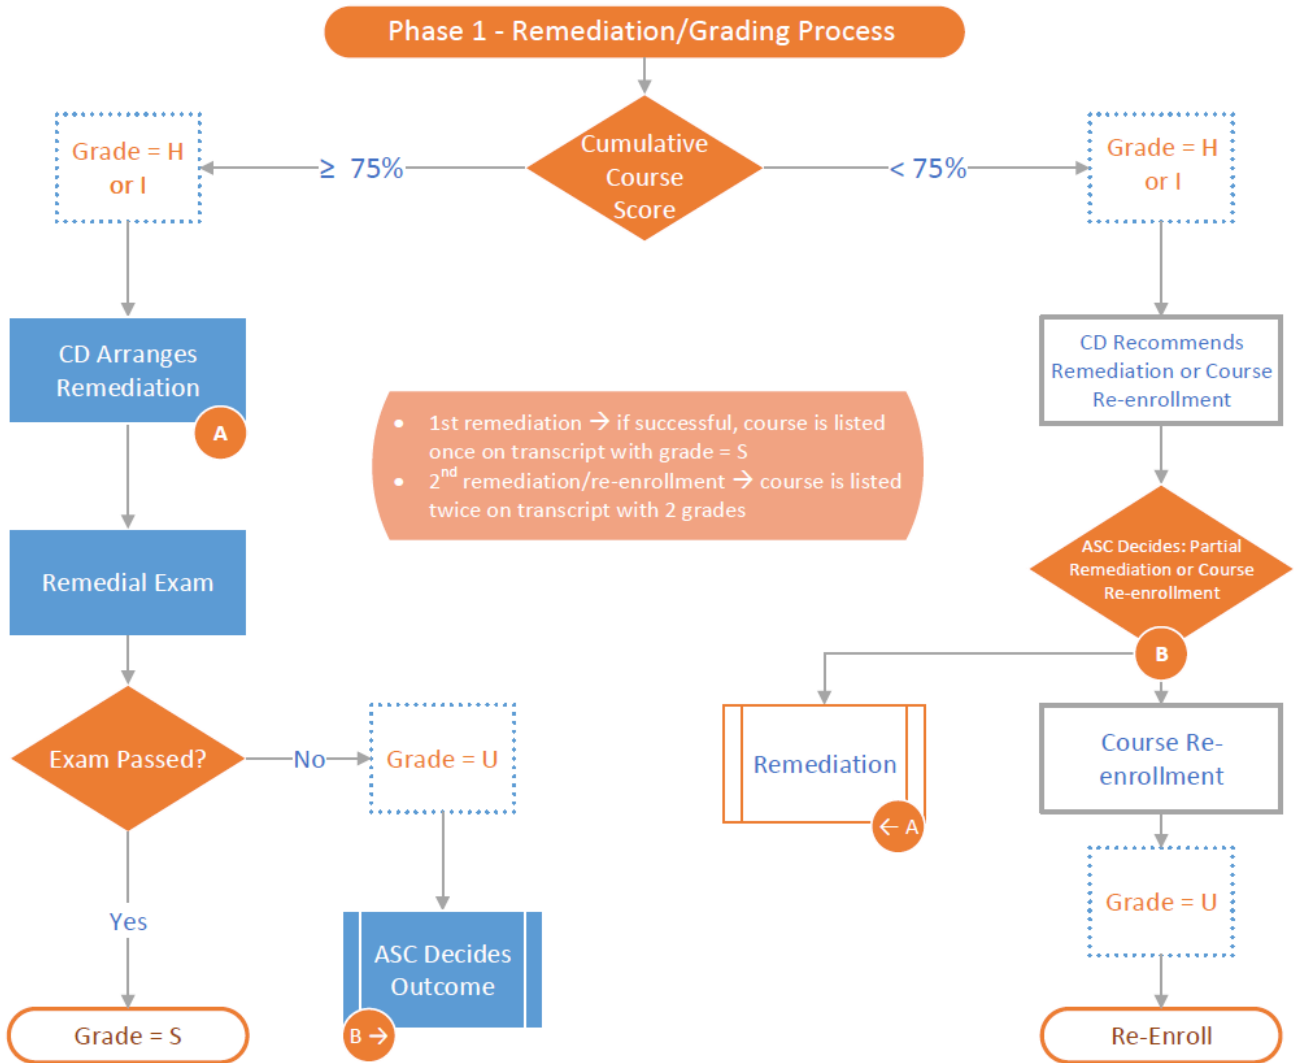 Phase 1 - Remediation/Grading Process
Cumulative
Course
Score
≥ 75%
< 75%
Grade = H
or I
Grade = H
or I
CD Arranges
Remediation
A
CD Recommends
Remediation or Course
Re-enrollment
• 1st remediation → if successful, course is listed
once on transcript with grade = S
• 2nd remediation/re-enrollment → course is listed
twice on transcript with 2 grades
Remedial Exam
ASC Decides: Partial
Remediation or Course
Re-enrollment
B
Exam Passed?
No
Grade = U
Remediation
← A
Course Re-
enrollment
Yes
Grade = U
ASC Decides
Outcome
B →
Grade = S
Re-Enroll